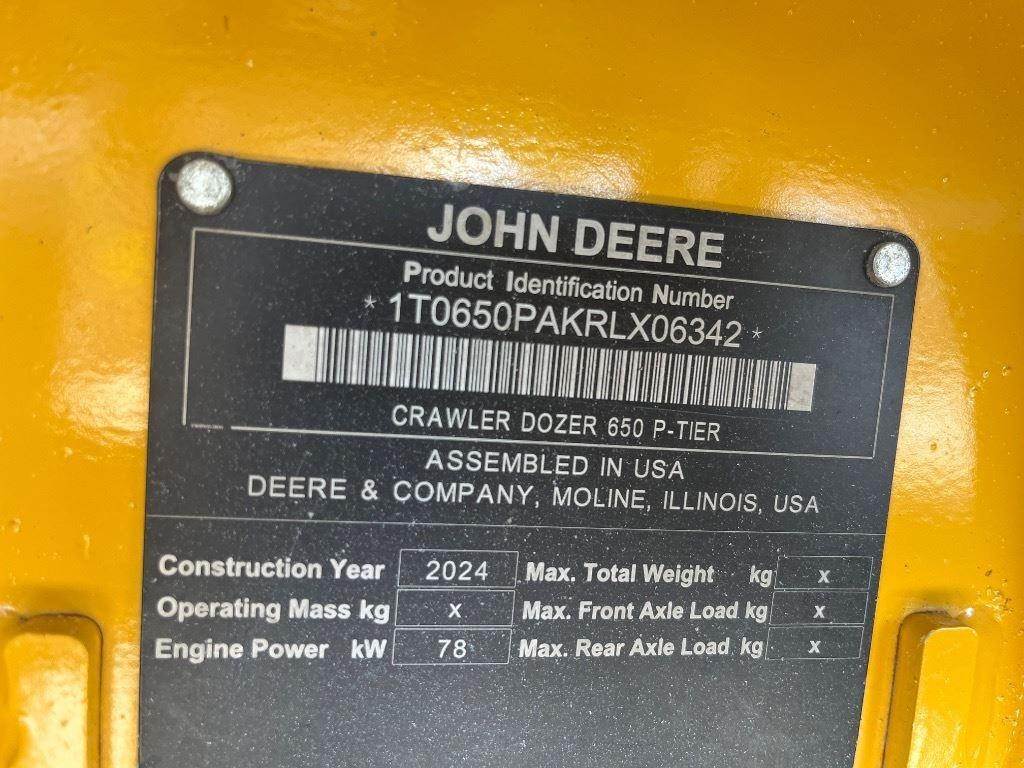 JOHN DEERE
Product Identification Number
* 1T0650PAKRLX06342 *
CRAWLER DOZER 650 P-TIER
ASSEMBLED IN USA
DEERE & COMPANY, MOLINE, ILLINOIS, USA
Construction Year 2024 Max. Total Weight kg x
Operating Mass kg x Max. Front Axle Load kg x
Engine Power kW 78 Max. Rear Axle Load kg x